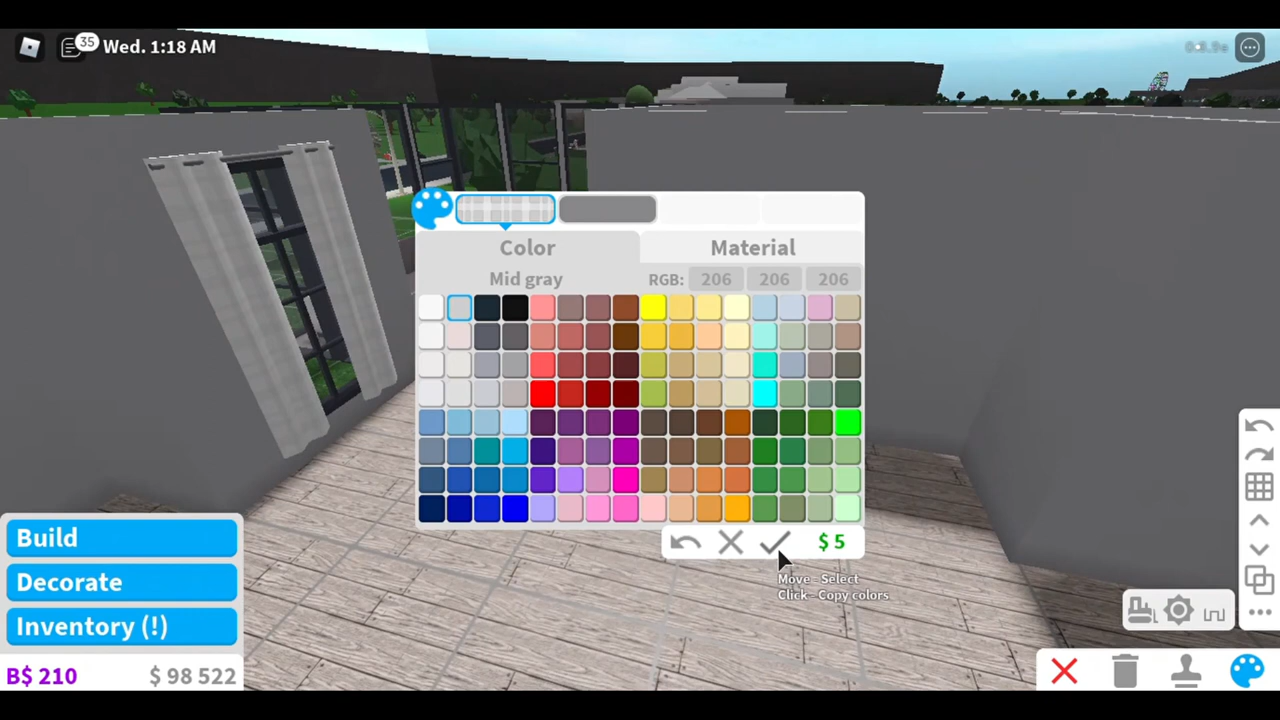 35
Wed. 1:18 AM
Color
Material
Mid gray
RGB: 206 206 206
$ 5
Move - Select
Click - Copy colors
Build
Decorate
Inventory (!)
B$ 210
$ 98 522